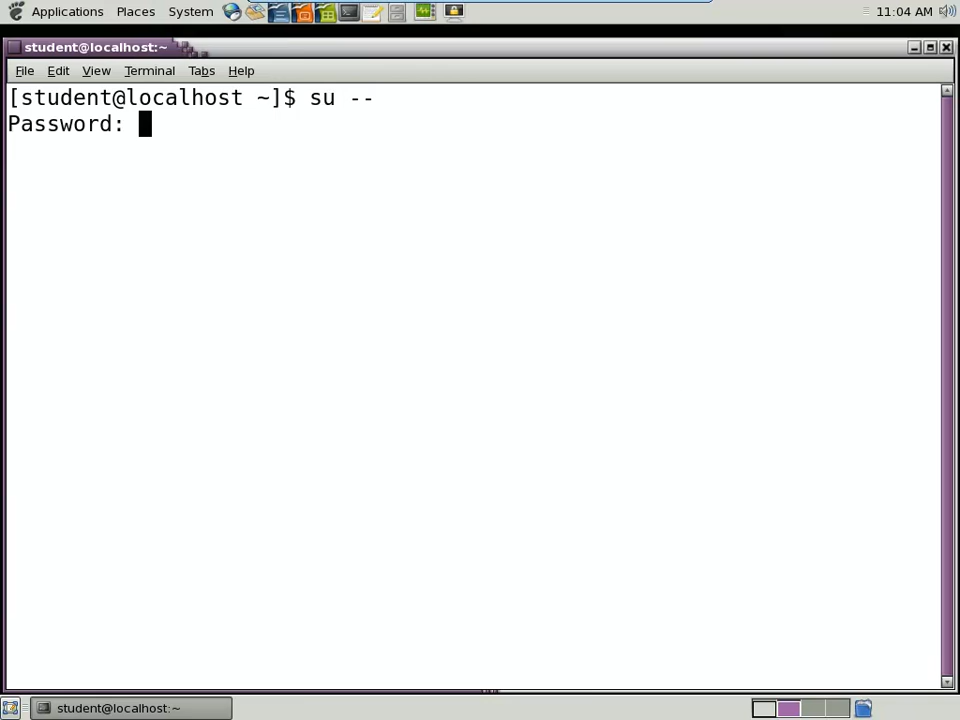 Applications Places System 11:04 AM
student@localhost:~
File Edit View Terminal Tabs Help
[student@localhost ~]$ su --
Password:
student@localhost:~